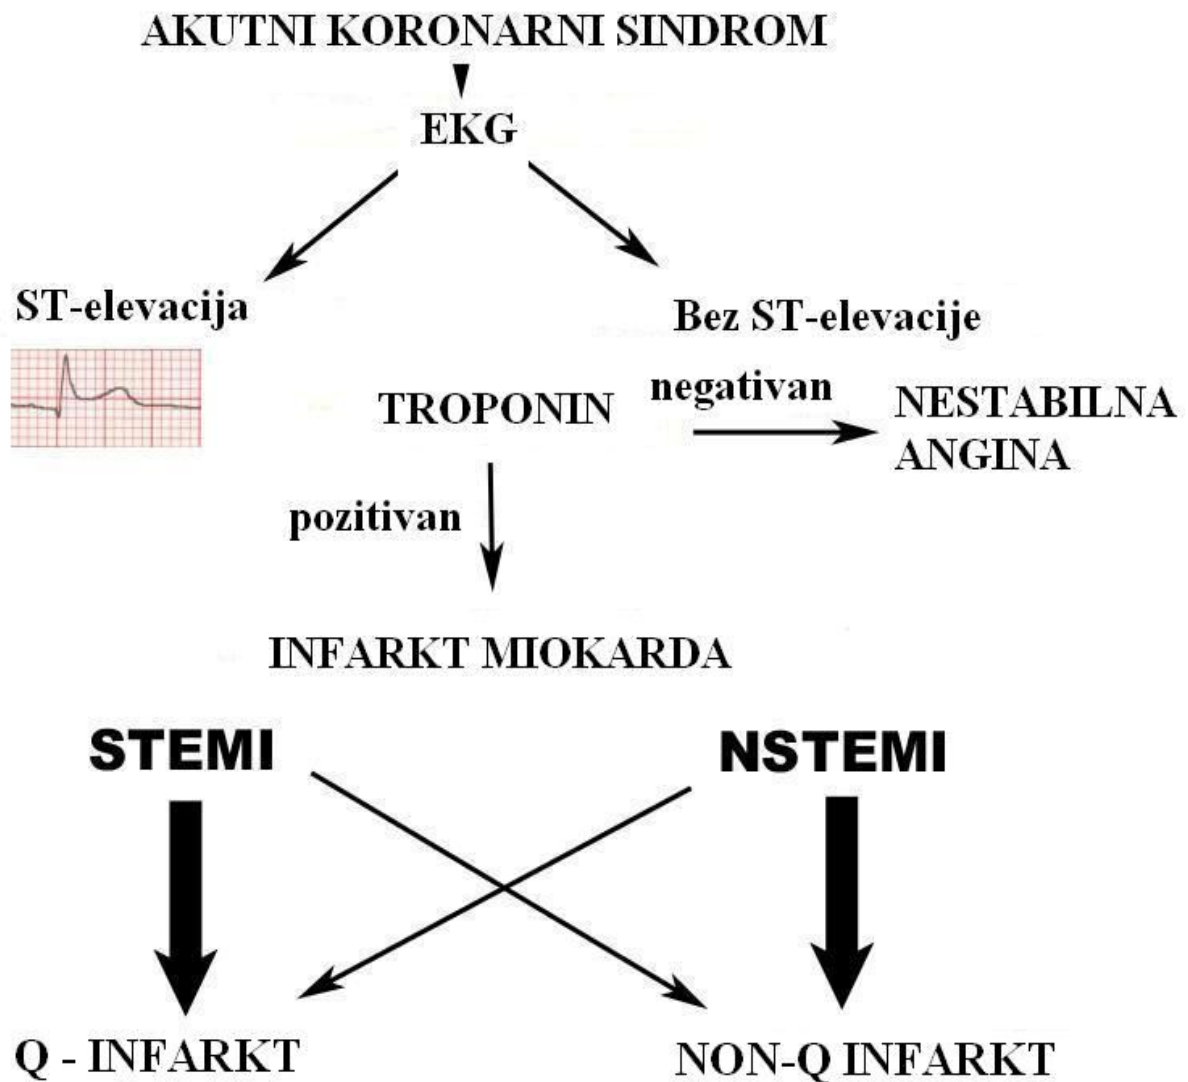 AKUTNI KORONARNI SINDROM
EKG
ST-elevacija
Bez ST-elevacije
TROPONIN
negativan
NESTABILNA
ANGINA
pozitivan
INFARKT MIOKARDA
STEMI
NSTEMI
Q - INFARKT
NON-Q INFARKT